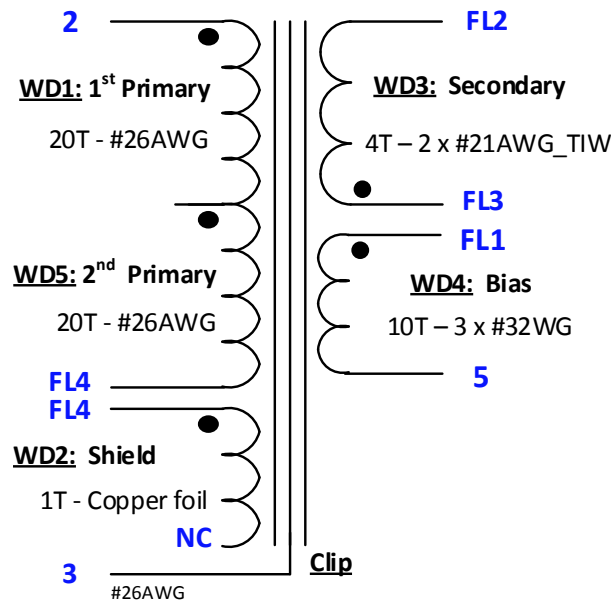 2
WD1: 1st Primary
20T - #26AWG
WD5: 2nd Primary
20T - #26AWG
FL4
FL4
WD2: Shield
1T - Copper foil
NC
3
#26AWG
Clip
FL2
WD3: Secondary
4T – 2 x #21AWG_TIW
FL3
FL1
WD4: Bias
10T – 3 x #32WG
5